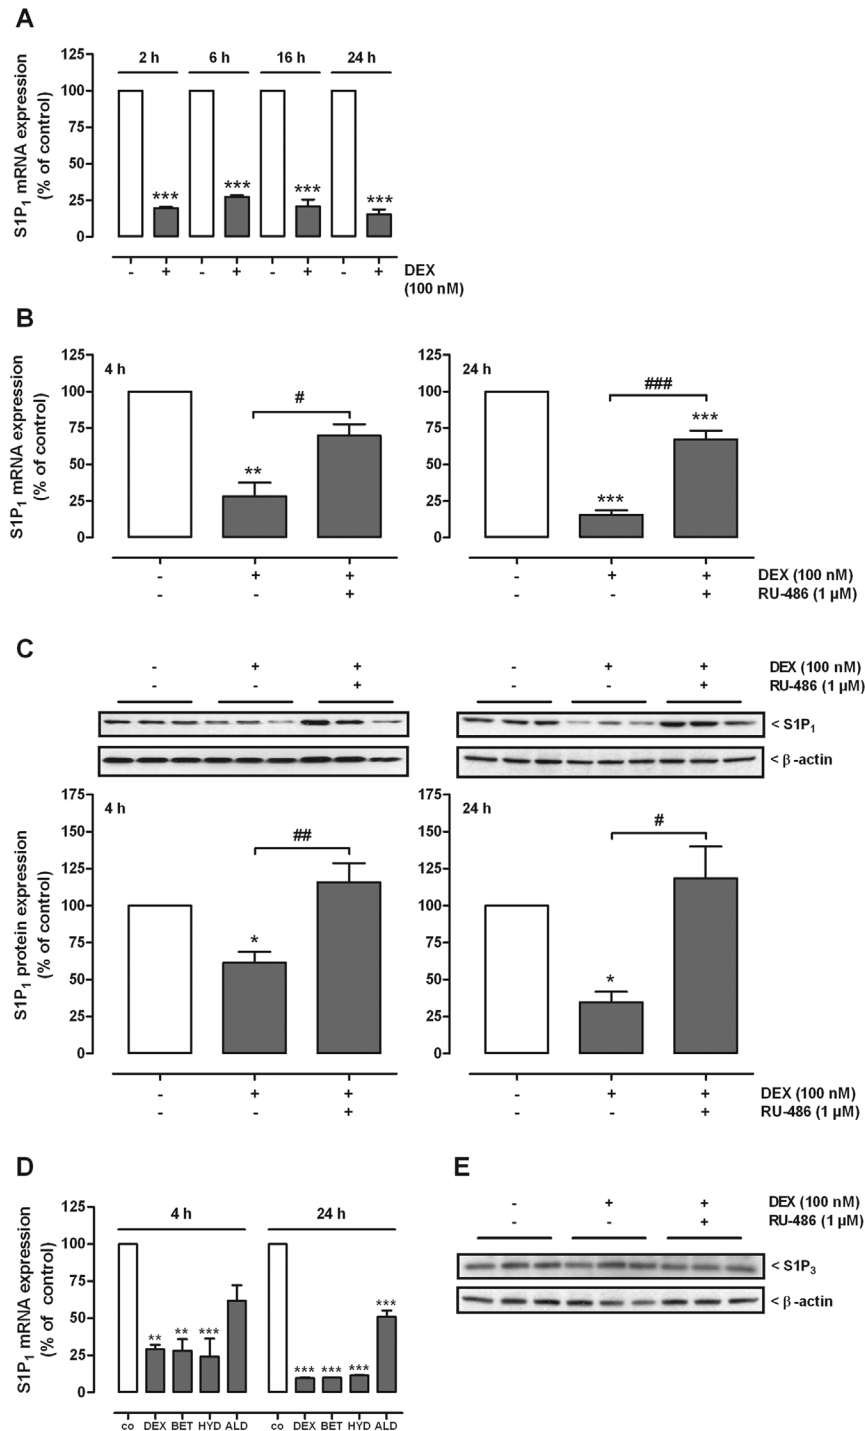 A
S1P1 mRNA expression
(% of control)
125
100
75
50
25
0
2 h 6 h 16 h 24 h
*** *** *** ***
- + - + - + - + DEX
(100 nM)
B
S1P1 mRNA expression
(% of control)
125
100
75
50
25
0
4 h
#
**
- + +
- - +
125
100
75
50
25
0
24 h
###
***
***
- + + DEX (100 nM)
- - + RU-486 (1 µM)
C
- + + - + + DEX (100 nM)
- - + - - + RU-486 (1 µM)
< S1P1
< β-actin
S1P1 protein expression
(% of control)
175
150
125
100
75
50
25
0
4 h
##
*
- + +
- - +
175
150
125
100
75
50
25
0
24 h
#
*
- + + DEX (100 nM)
- - + RU-486 (1 µM)
D
S1P1 mRNA expression
(% of control)
125
100
75
50
25
0
4 h 24 h
** ** *** *** *** *** ***
co DEX BET HYD ALD co DEX BET HYD ALD
E
- + + DEX (100 nM)
- - + RU-486 (1 µM)
< S1P3
< β-actin